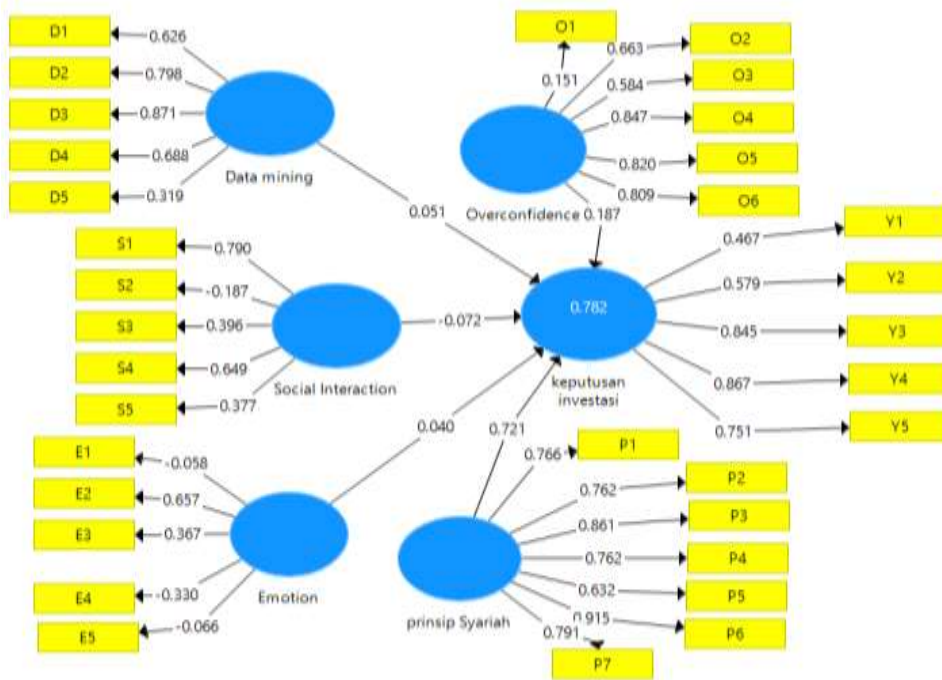 D1
0.626
D2
0.798
D3
0.871
D4
0.688
D5
0.319
Data mining
0.051
O1
0.151
O2
0.663
O3
0.584
O4
0.847
O5
0.820
O6
0.809
Overconfidence
0.187
S1
0.790
S2
-0.187
S3
0.396
S4
0.649
S5
0.377
Social Interaction
-0.072
0.782
keputusan
investasi
Y1
0.467
Y2
0.579
Y3
0.845
Y4
0.867
Y5
0.751
E1
-0.058
E2
0.657
E3
0.367
E4
-0.330
E5
-0.066
Emotion
0.040
0.721
P1
0.766
P2
0.762
P3
0.861
P4
0.762
P5
0.632
P6
0.915
P7
0.791
prinsip Syariah